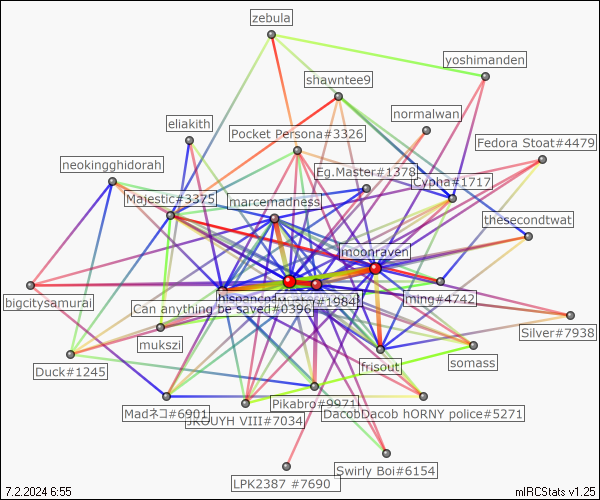 zebula
yoshimanden
shawntee9
normalwan
eliakith
Pocket Persona#3326
Fedora Stoat#4479
neokingghidorah
Eg.Master#1378
Cypha#1717
Majestic#3375
marcemadness
thesecondtwat
moonraven
bigcitysamurai
#1984
ming#4742
Can anything be saved#0396
Silver#7938
mukszi
frisout
somass
Duck#1245
Pikabro#9971
Madネコ#6901
JROUYH VIII#7034
DacobDacob hORNY police#5271
Swirly Boi#6154
LPK2387 #7690
7.2.2024 6:55
mIRCStats v1.25